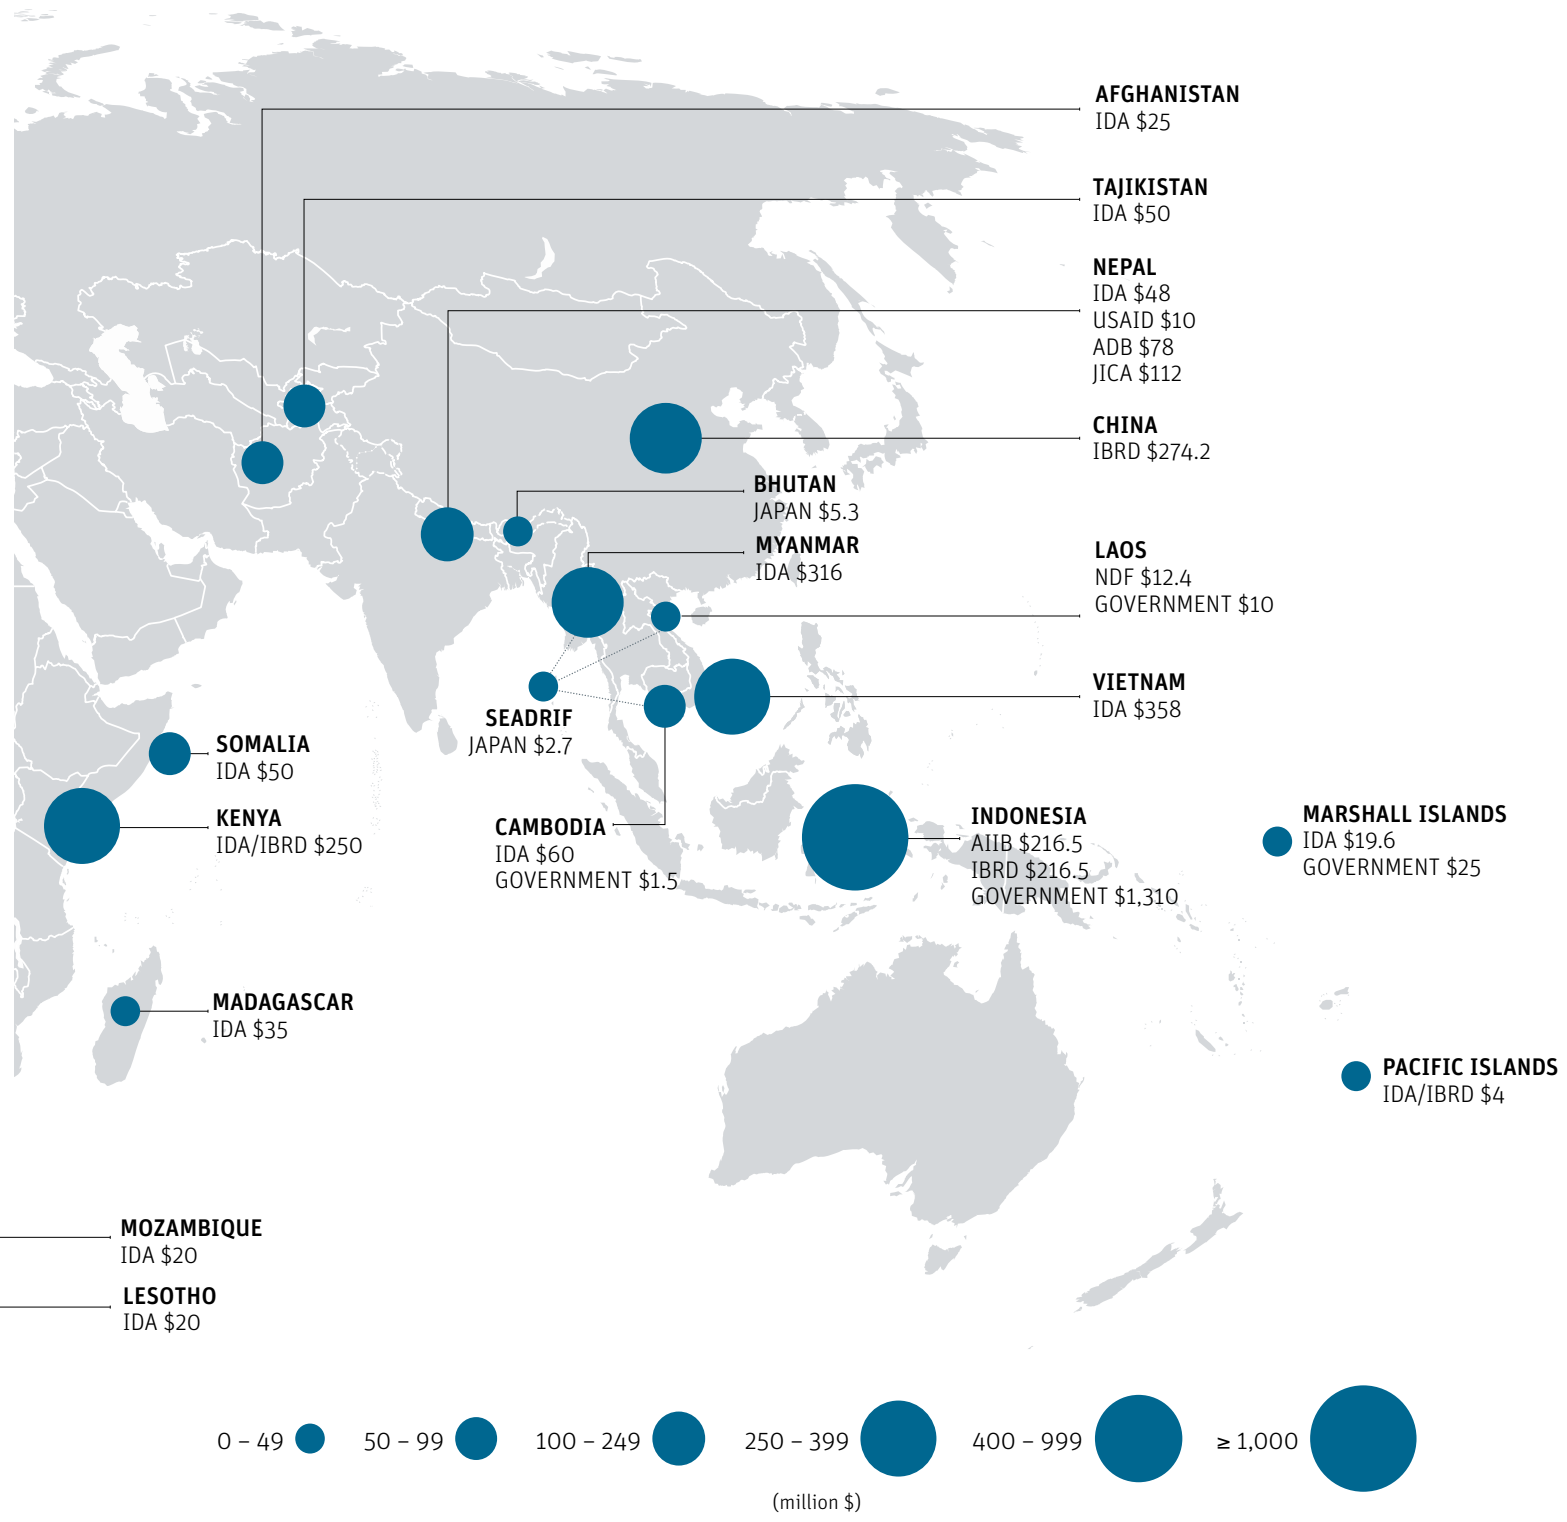 AFGHANISTAN
IDA $25
TAJIKISTAN
IDA $50
NEPAL
IDA $48
USAID $10
ADB $78
JICA $112
CHINA
IBRD $274.2
BHUTAN
JAPAN $5.3
MYANMAR
IDA $316
LAOS
NDF $12.4
GOVERNMENT $10
VIETNAM
IDA $358
SEADRIF
JAPAN $2.7
SOMALIA
IDA $50
KENYA
IDA/IBRD $250
CAMBODIA
IDA $60
GOVERNMENT $1.5
INDONESIA
AIIB $216.5
IBRD $216.5
GOVERNMENT $1,310
MARSHALL ISLANDS
IDA $19.6
GOVERNMENT $25
MADAGASCAR
IDA $35
PACIFIC ISLANDS
IDA/IBRD $4
MOZAMBIQUE
IDA $20
LESOTHO
IDA $20
0 – 49 50 – 99 100 – 249 250 – 399 400 – 999 ≥ 1,000
(million $)